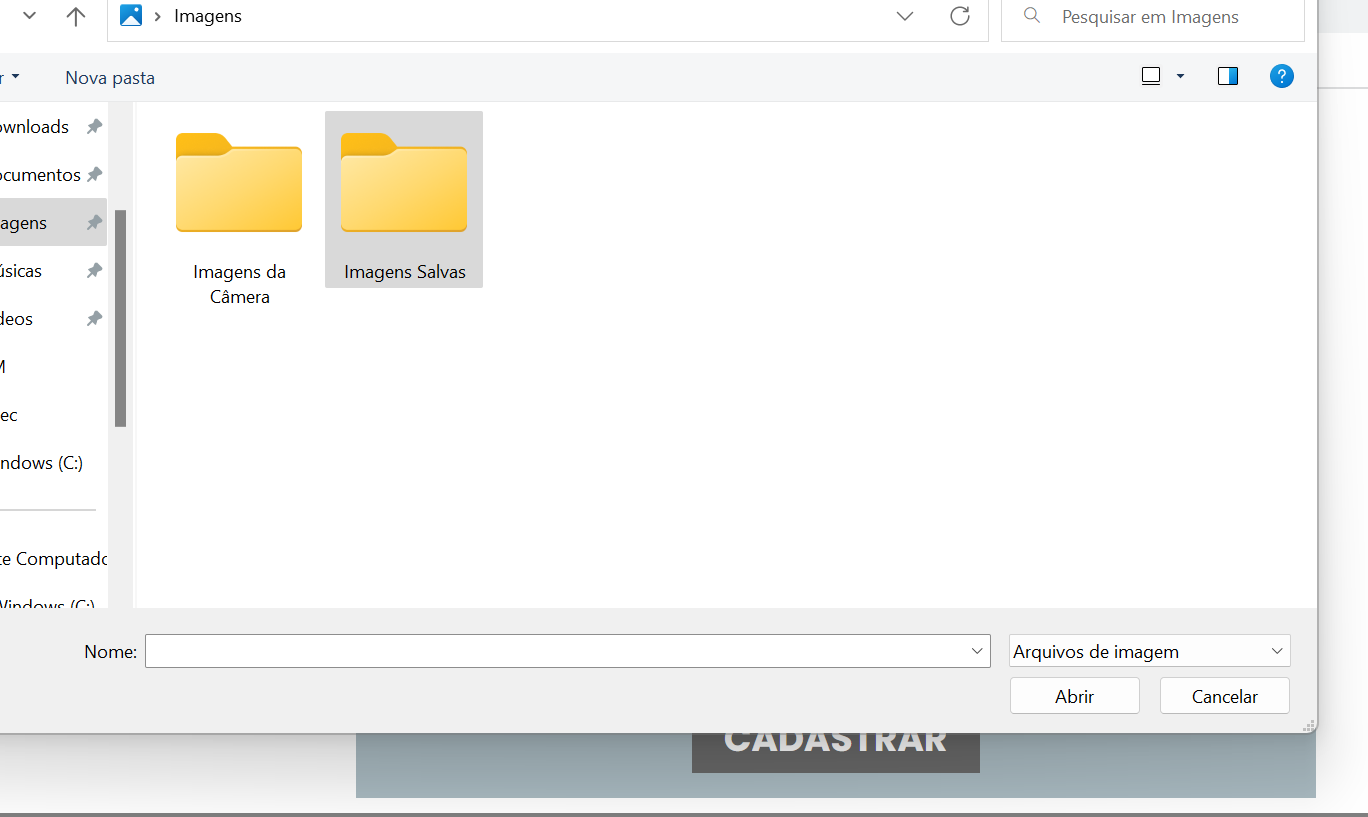 Imagens
Pesquisar em Imagens
r
Nova pasta
?
ownloads
ocumentos
agens
úsicas
deos
M
ec
ndows (C:)
te Computado
Windows (C:)
Imagens da
Câmera
Imagens Salvas
Nome:
Arquivos de imagem
Abrir
Cancelar
CADASTRAR